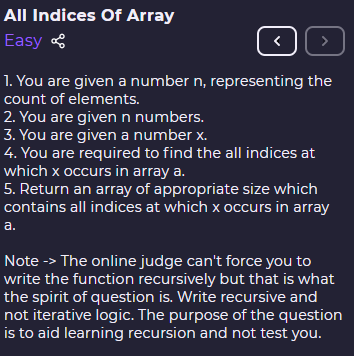 All Indices Of Array
Easy
1. You are given a number n, representing the
count of elements.
2. You are given n numbers.
3. You are given a number x.
4. You are required to find the all indices at
which x occurs in array a.
5. Return an array of appropriate size which
contains all indices at which x occurs in array
a.
Note -> The online judge can't force you to
write the function recursively but that is what
the spirit of question is. Write recursive and
not iterative logic. The purpose of the question
is to aid learning recursion and not test you.